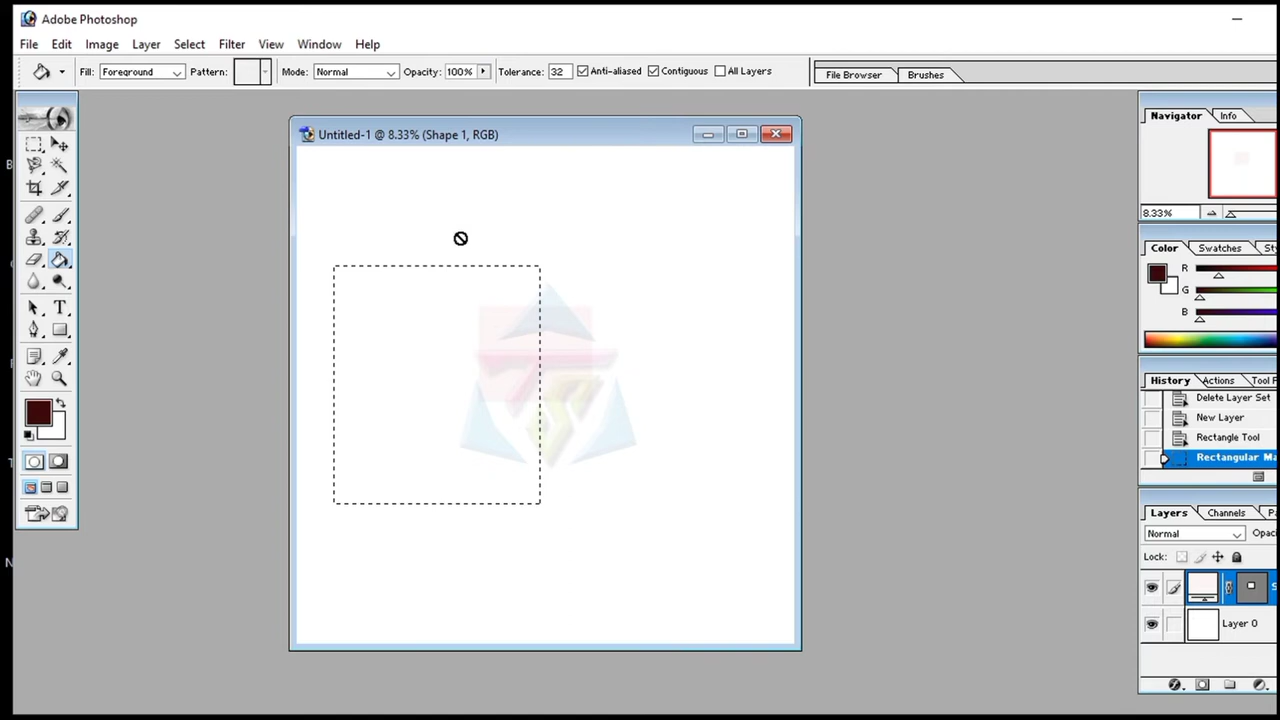 Adobe Photoshop
File Edit Image Layer Select Filter View Window Help
Fill: Foreground Pattern: Mode: Normal Opacity: 100% Tolerance: 32 Anti-aliased Contiguous All Layers File Browser Brushes
Untitled-1 @ 8.33% (Shape 1, RGB)
Navigator Info
8.33%
Color Swatches
R
G
B
History Actions Tool
Delete Layer Set
New Layer
Rectangle Tool
Rectangular
Layers Channels
Normal
Lock:
Layer 0